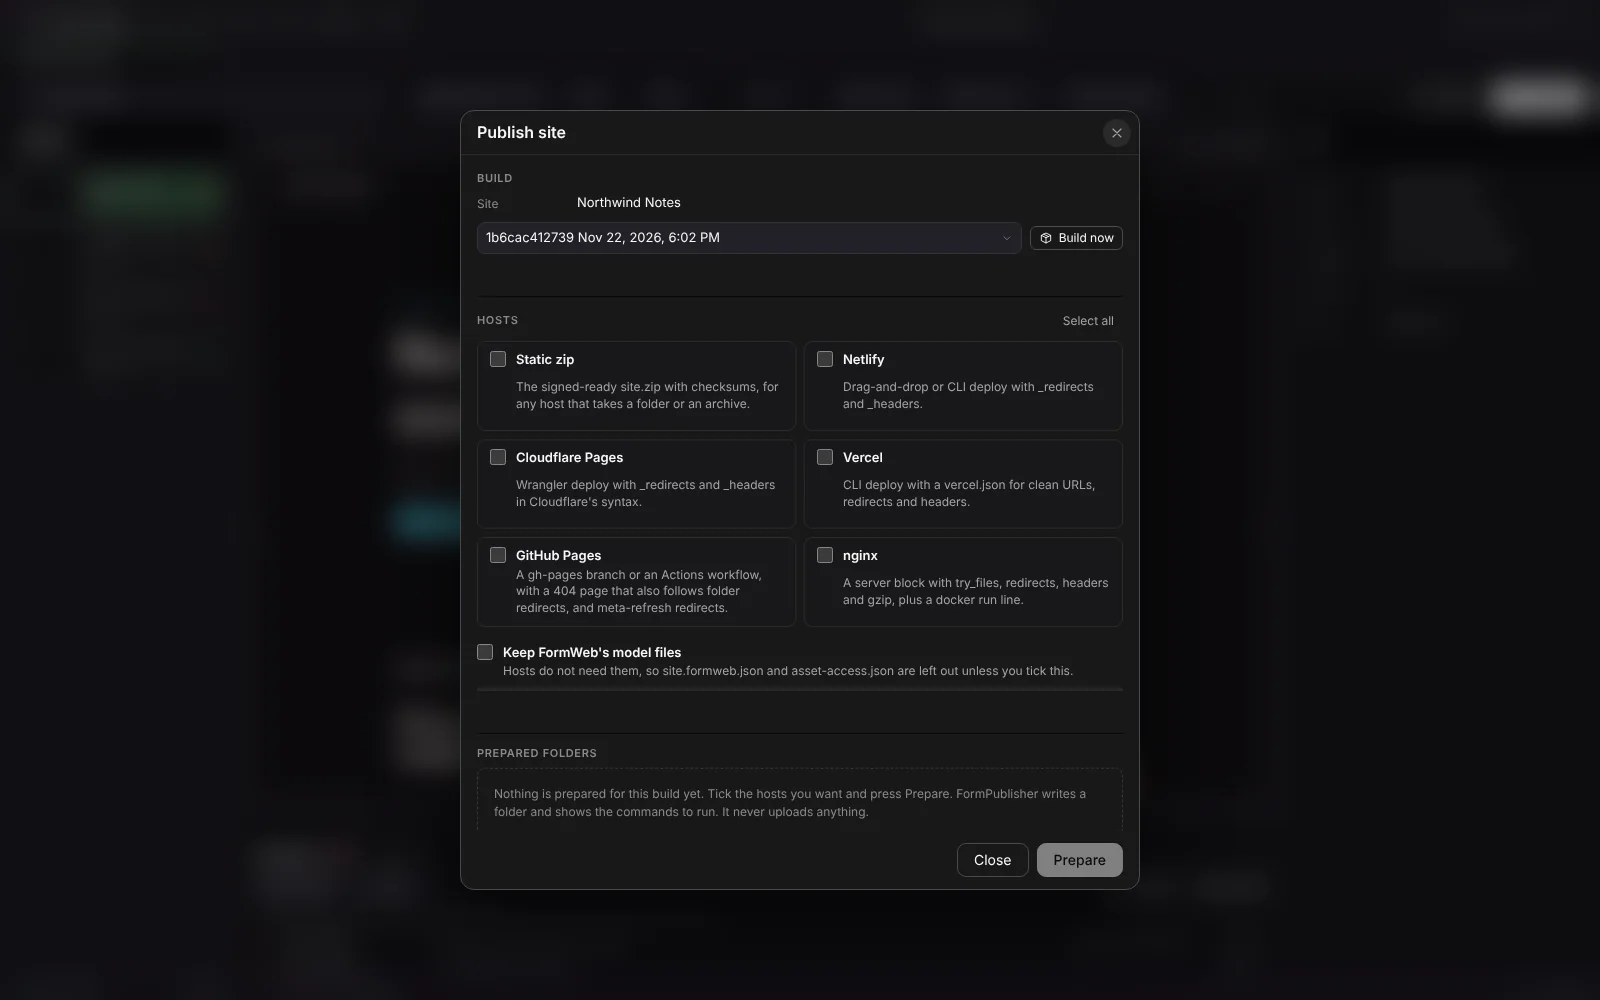 Publish site
BUILD
Site
Northwind Notes
1b6cac412739 Nov 22, 2026, 6:02 PM
Build now
HOSTS
Select all
Static zip
The signed-ready site.zip with checksums, for
any host that takes a folder or an archive.
Netlify
Drag-and-drop or CLI deploy with _redirects
and _headers.
Cloudflare Pages
Wrangler deploy with _redirects and _headers
in Cloudflare's syntax.
Vercel
CLI deploy with a vercel.json for clean URLs,
redirects and headers.
GitHub Pages
A gh-pages branch or an Actions workflow,
with a 404 page that also follows folder
redirects, and meta-refresh redirects.
nginx
A server block with try_files, redirects, headers
and gzip, plus a docker run line.
Keep FormWeb's model files
Hosts do not need them, so site.formweb.json and asset-access.json are left out unless you tick this.
PREPARED FOLDERS
Nothing is prepared for this build yet. Tick the hosts you want and press Prepare. FormPublisher writes a
folder and shows the commands to run. It never uploads anything.
Close
Prepare